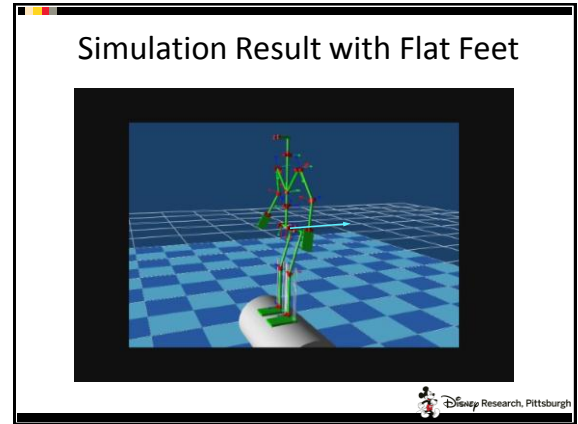 Simulation Result with Flat Feet
Disney Research, Pittsburgh